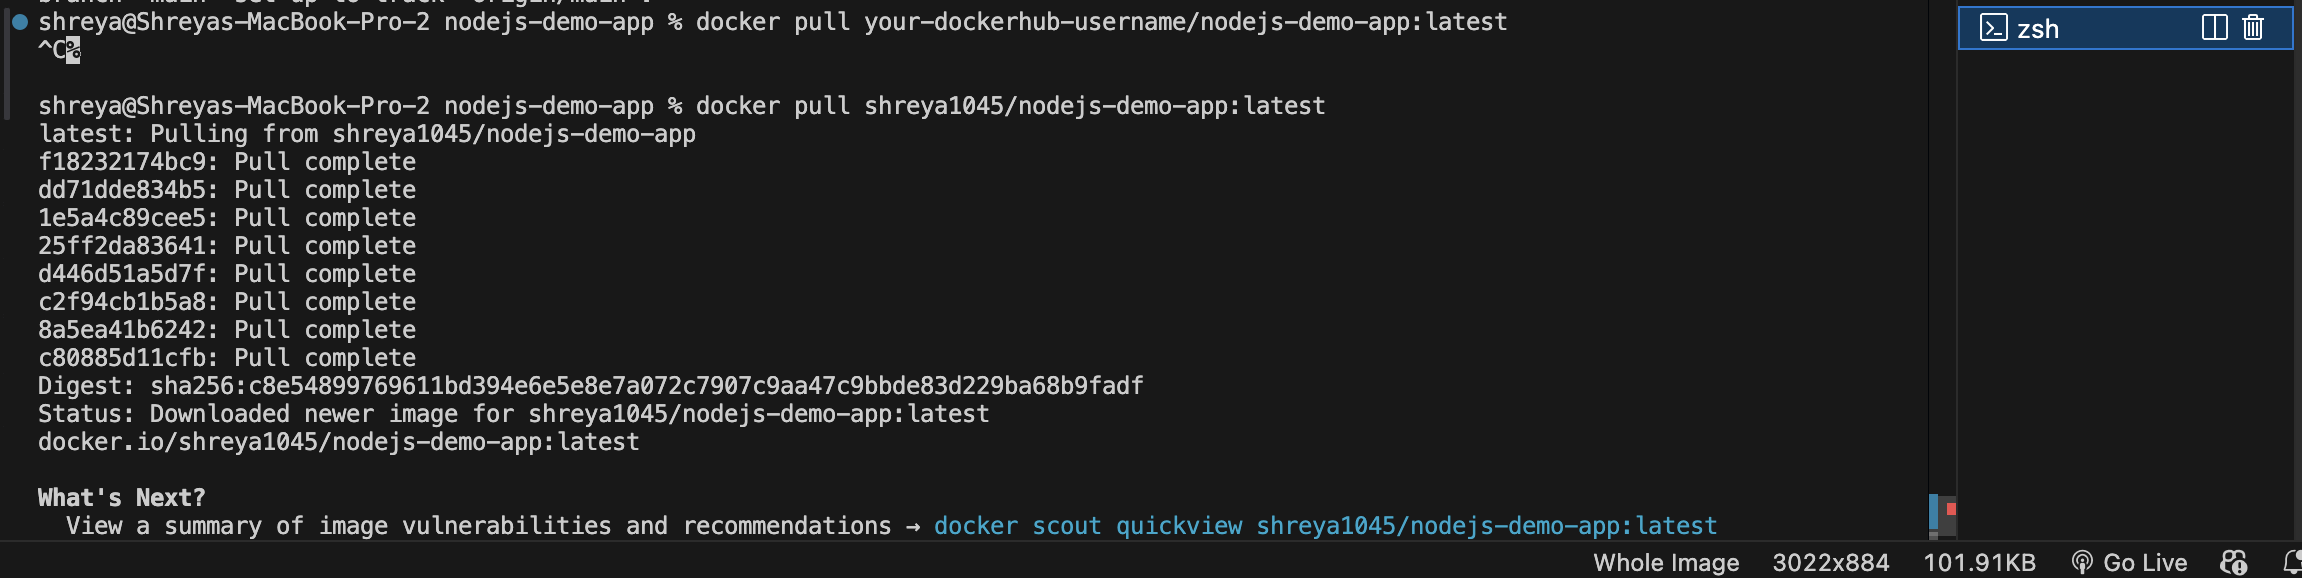 shreya@Shreyas-MacBook-Pro-2 nodejs-demo-app % docker pull your-dockerhub-username/nodejs-demo-app:latest
^C%
zsh
shreya@Shreyas-MacBook-Pro-2 nodejs-demo-app % docker pull shreya1045/nodejs-demo-app:latest
latest: Pulling from shreya1045/nodejs-demo-app
f18232174bc9: Pull complete
dd71dde834b5: Pull complete
1e5a4c89cee5: Pull complete
25ff2da83641: Pull complete
d446d51a5d7f: Pull complete
c2f94cb1b5a8: Pull complete
8a5ea41b6242: Pull complete
c80885d11cfb: Pull complete
Digest: sha256:c8e54899769611bd394e6e5e8e7a072c7907c9aa47c9bbde83d229ba68b9fadf
Status: Downloaded newer image for shreya1045/nodejs-demo-app:latest
docker.io/shreya1045/nodejs-demo-app:latest
What's Next?
View a summary of image vulnerabilities and recommendations → docker scout quickview shreya1045/nodejs-demo-app:latest
Whole Image 3022x884 101.91KB Go Live